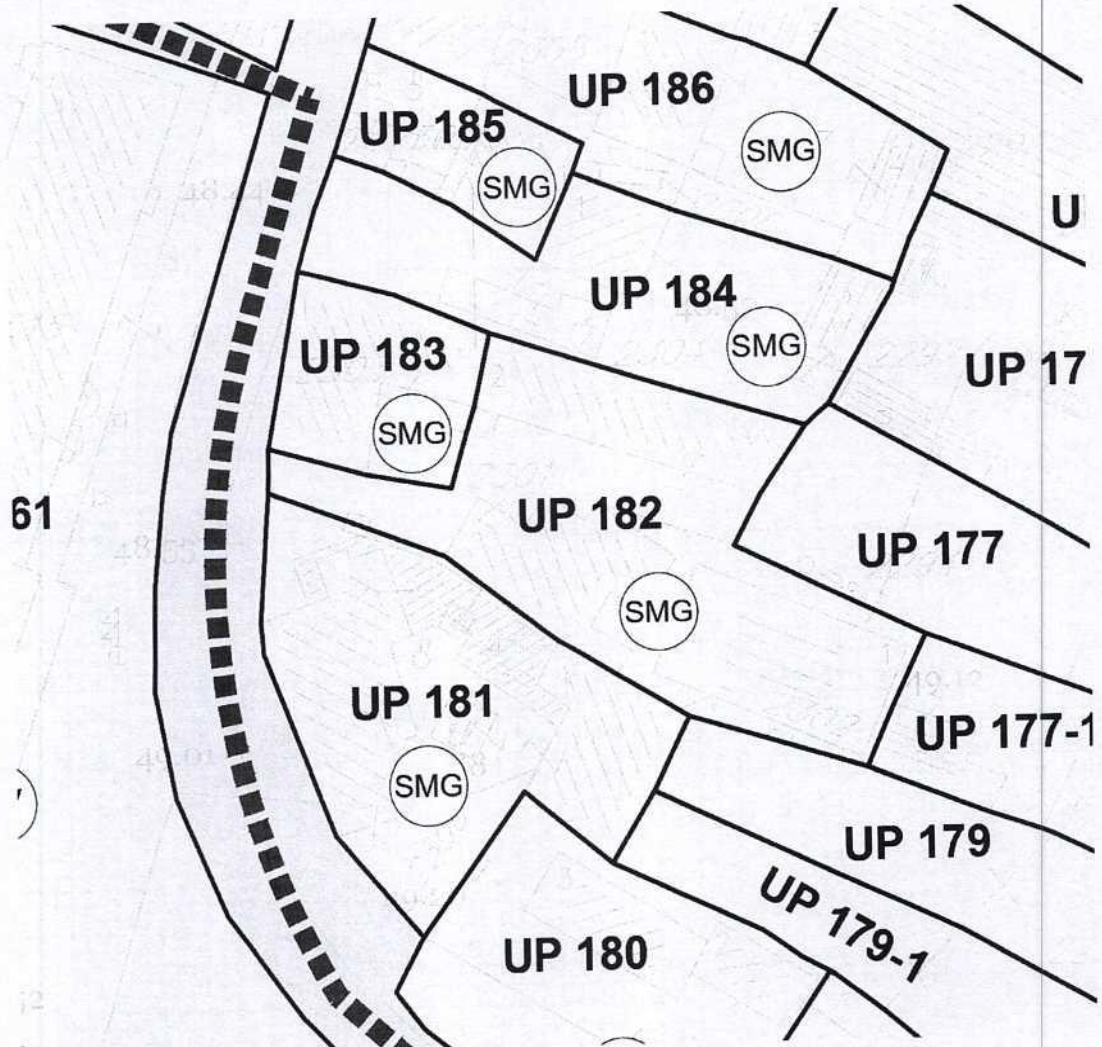 UP 186
SMG
UP 185
SMG
U
UP 184
SMG
UP 183
SMG
UP 17
61
UP 182
SMG
UP 177
UP 181
SMG
UP 177-1
UP 179
UP 179-1
UP 180